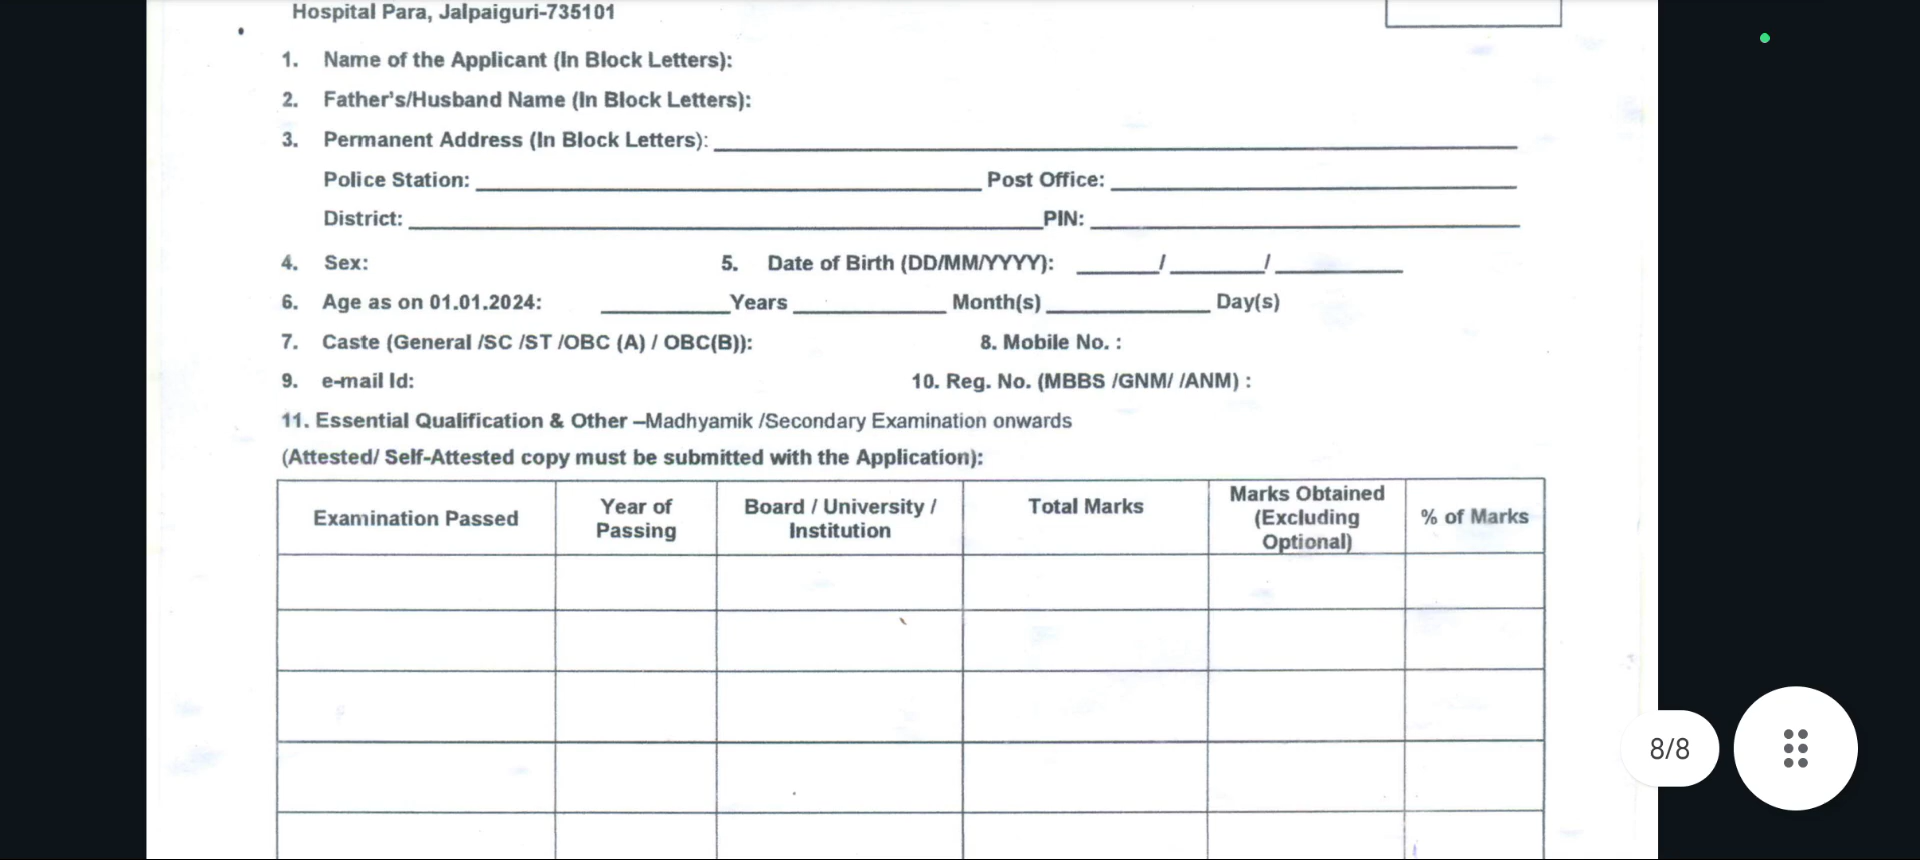 Hospital Para, Jalpaiguri-735101
1. Name of the Applicant (In Block Letters):
2. Father's/Husband Name (In Block Letters):
3. Permanent Address (In Block Letters):
Police Station: Post Office:
District: PIN:
4. Sex: 5. Date of Birth (DD/MM/YYYY): / /
6. Age as on 01.01.2024: Years Month(s) Day(s)
7. Caste (General /SC /ST /OBC (A) / OBC(B)): 8. Mobile No. :
9. e-mail Id: 10. Reg. No. (MBBS /GNM/ /ANM) :
11. Essential Qualification & Other –Madhyamik /Secondary Examination onwards
(Attested/ Self-Attested copy must be submitted with the Application):
Examination Passed
Year of
Passing
Board / University /
Institution
Total Marks
Marks Obtained
(Excluding
Optional)
% of Marks
8/8